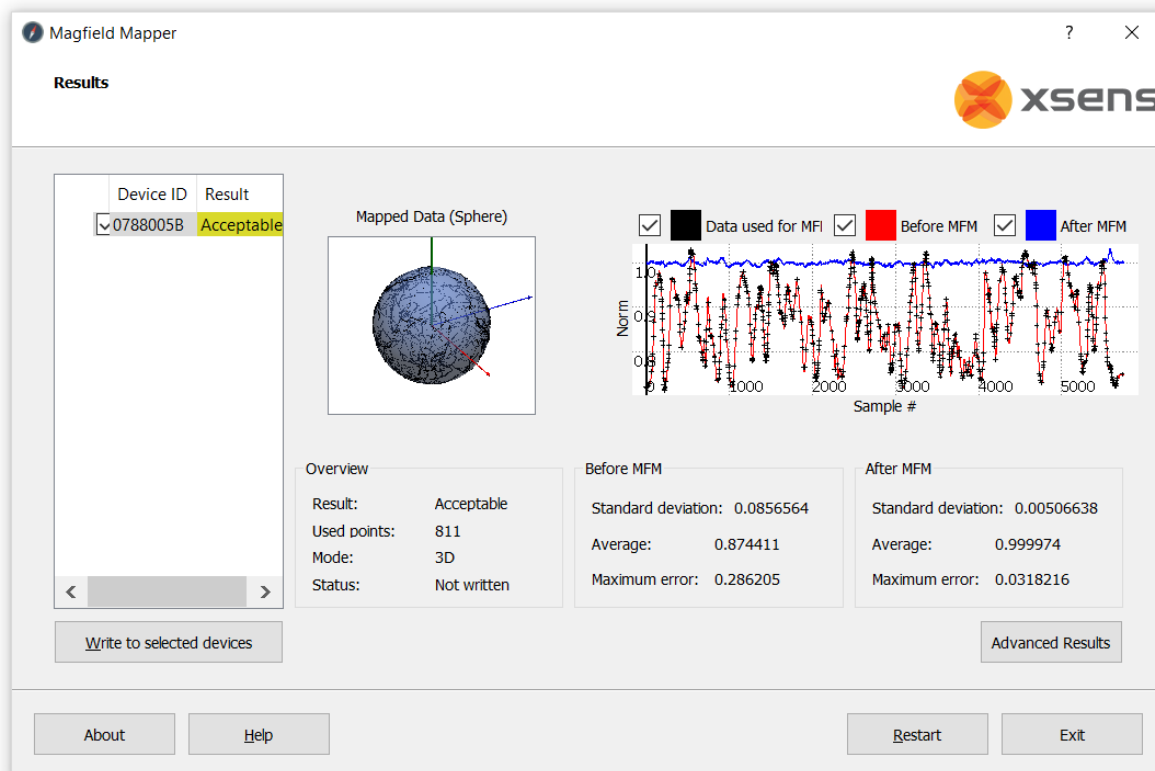 Magfield Mapper
?
Results
xsens
Device ID Result
0788005B Acceptable
Mapped Data (Sphere)
Data used for MFI Before MFM After MFM
Norm
1.0
1000 2000 3000 4000 5000
Sample #
Overview
Result: Acceptable
Used points: 811
Mode: 3D
Status: Not written
Before MFM
Standard deviation: 0.0856564
Average: 0.874411
Maximum error: 0.286205
After MFM
Standard deviation: 0.00506638
Average: 0.999974
Maximum error: 0.0318216
Write to selected devices
Advanced Results
About
Help
Restart
Exit